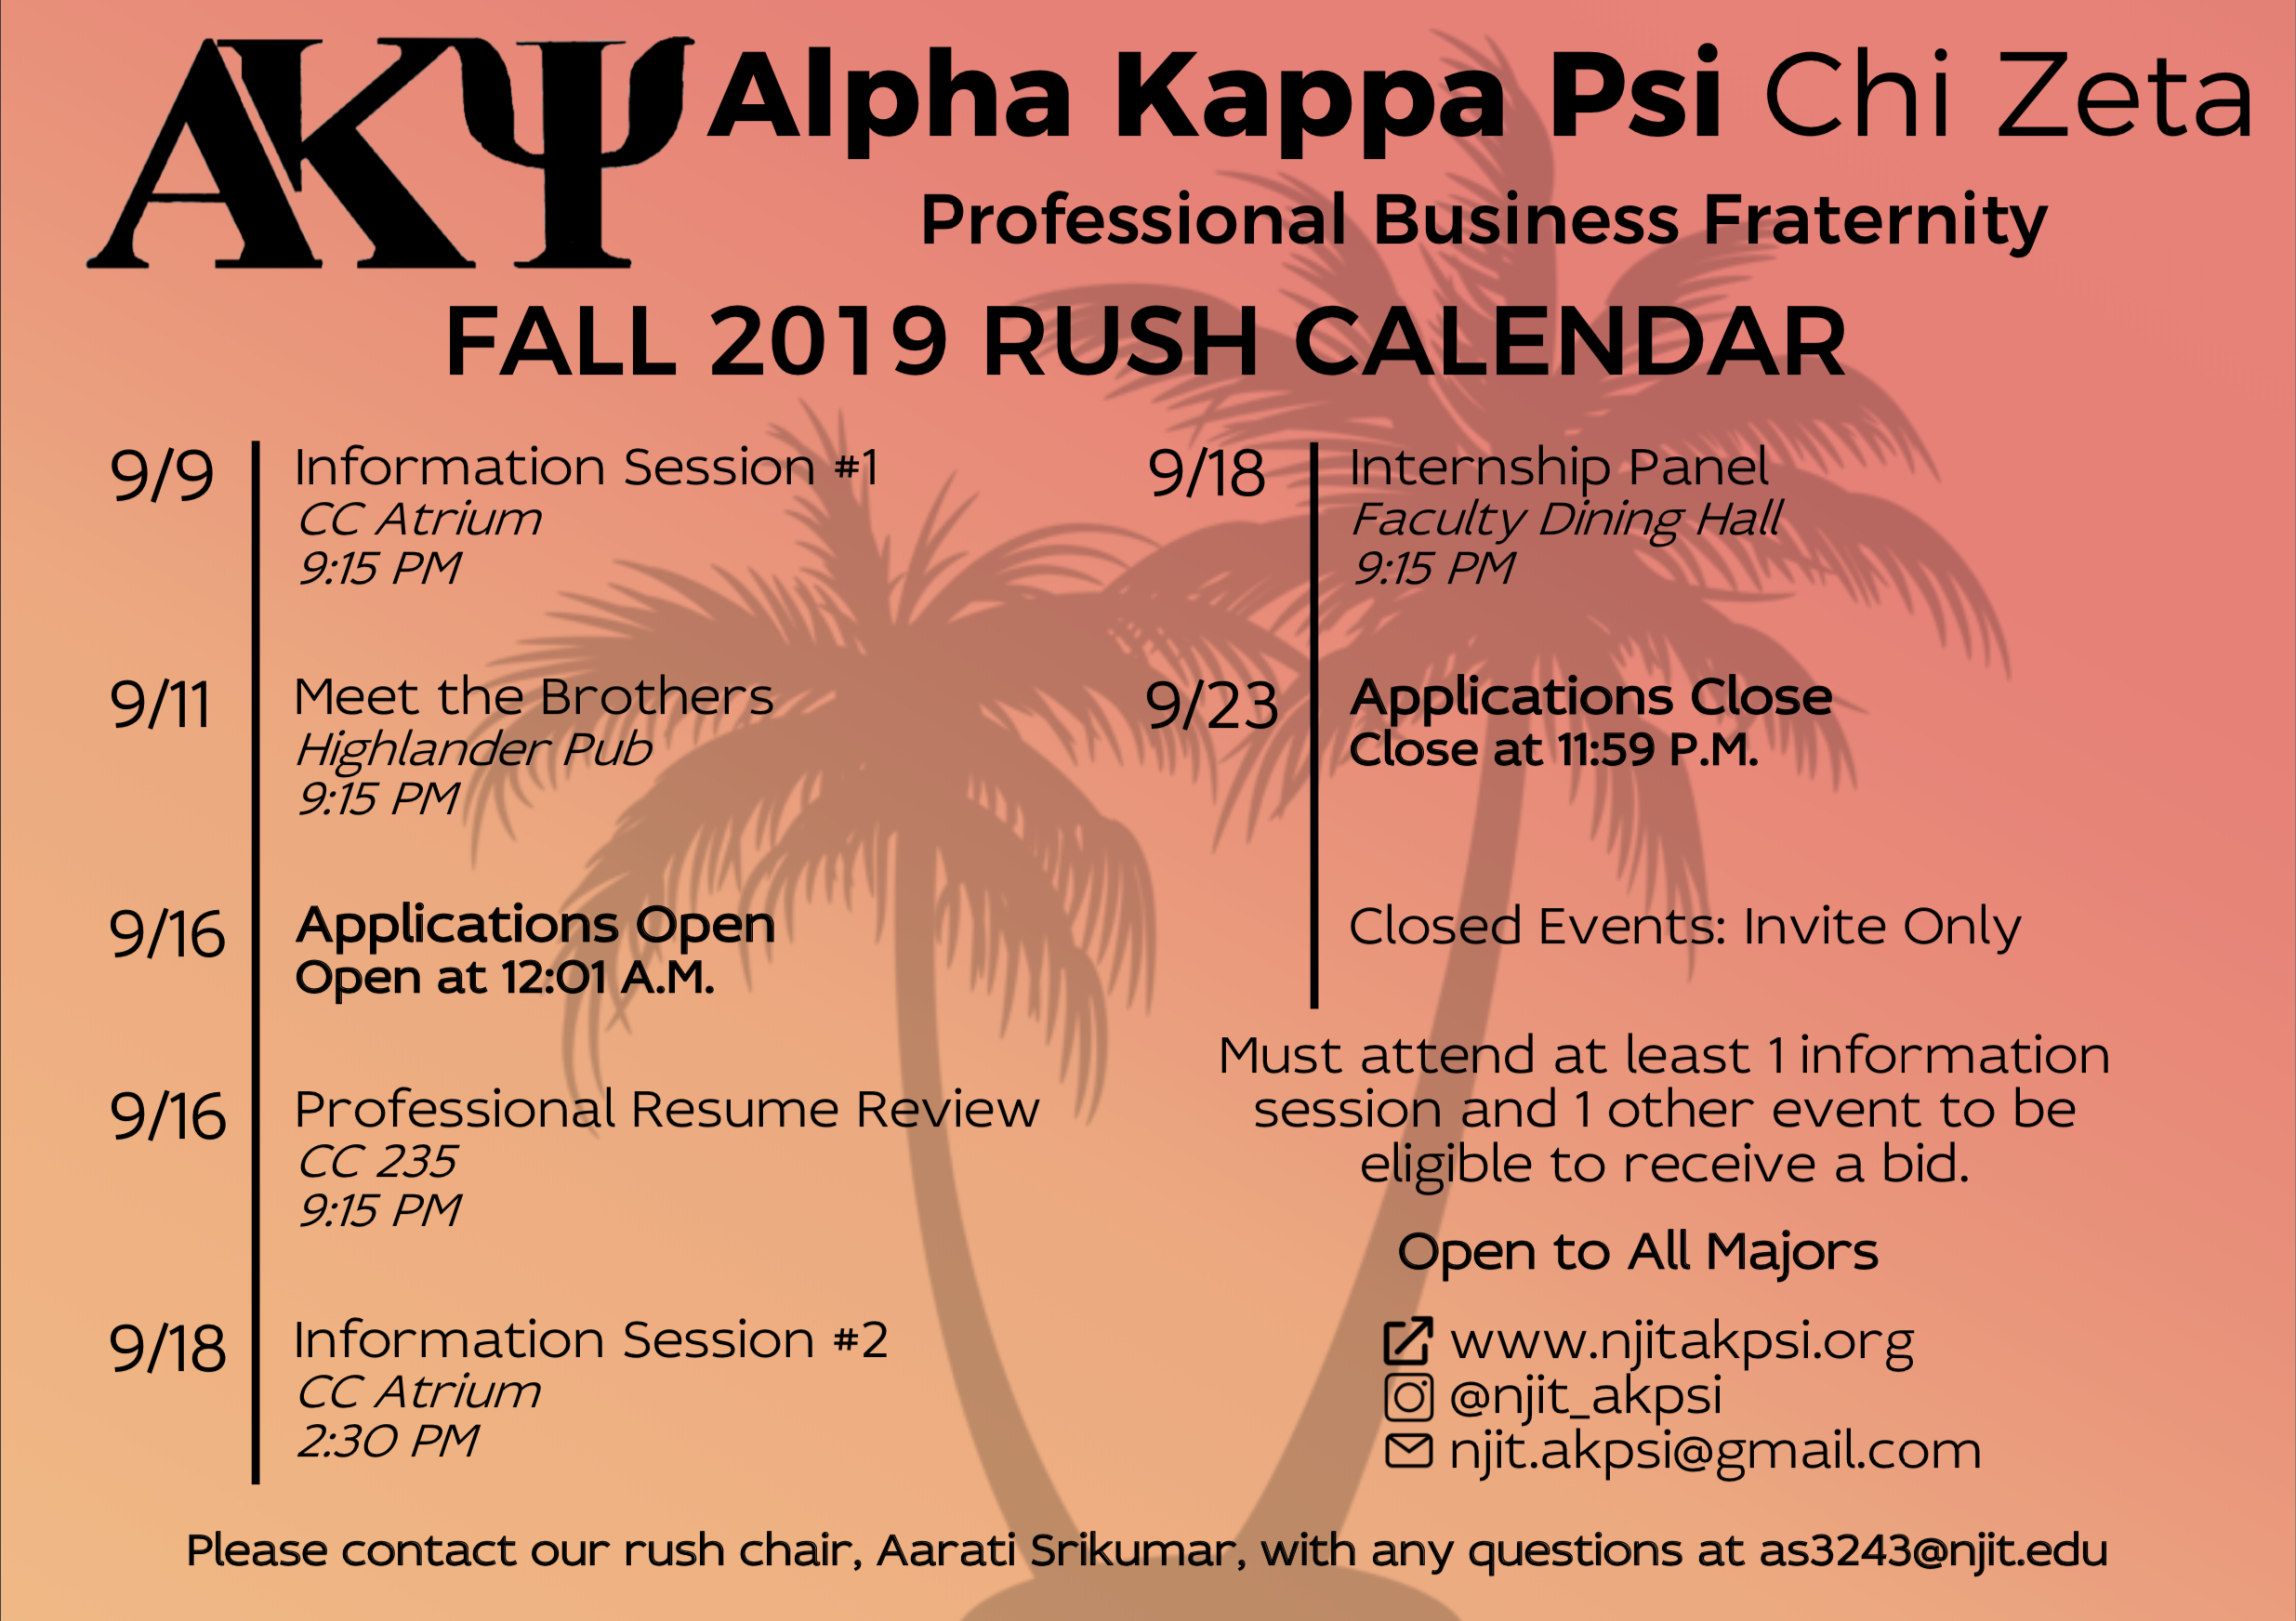 ΑΚΨ Alpha Kappa Psi Chi Zeta
Professional Business Fraternity
FALL 2019 RUSH CALENDAR
9/9 Information Session #1
CC Atrium
9:15 PM
9/11 Meet the Brothers
Highlander Pub
9:15 PM
9/16 Applications Open
Open at 12:01 A.M.
9/16 Professional Resume Review
CC 235
9:15 PM
9/18 Information Session #2
CC Atrium
2:30 PM
9/18 Internship Panel
Faculty Dining Hall
9:15 PM
9/23 Applications Close
Close at 11:59 P.M.
Closed Events: Invite Only
Must attend at least 1 information
session and 1 other event to be
eligible to receive a bid.
Open to All Majors
www.njitakpsi.org
@njit_akpsi
njit.akpsi@gmail.com
Please contact our rush chair, Aarati Srikumar, with any questions at as3243@njit.edu